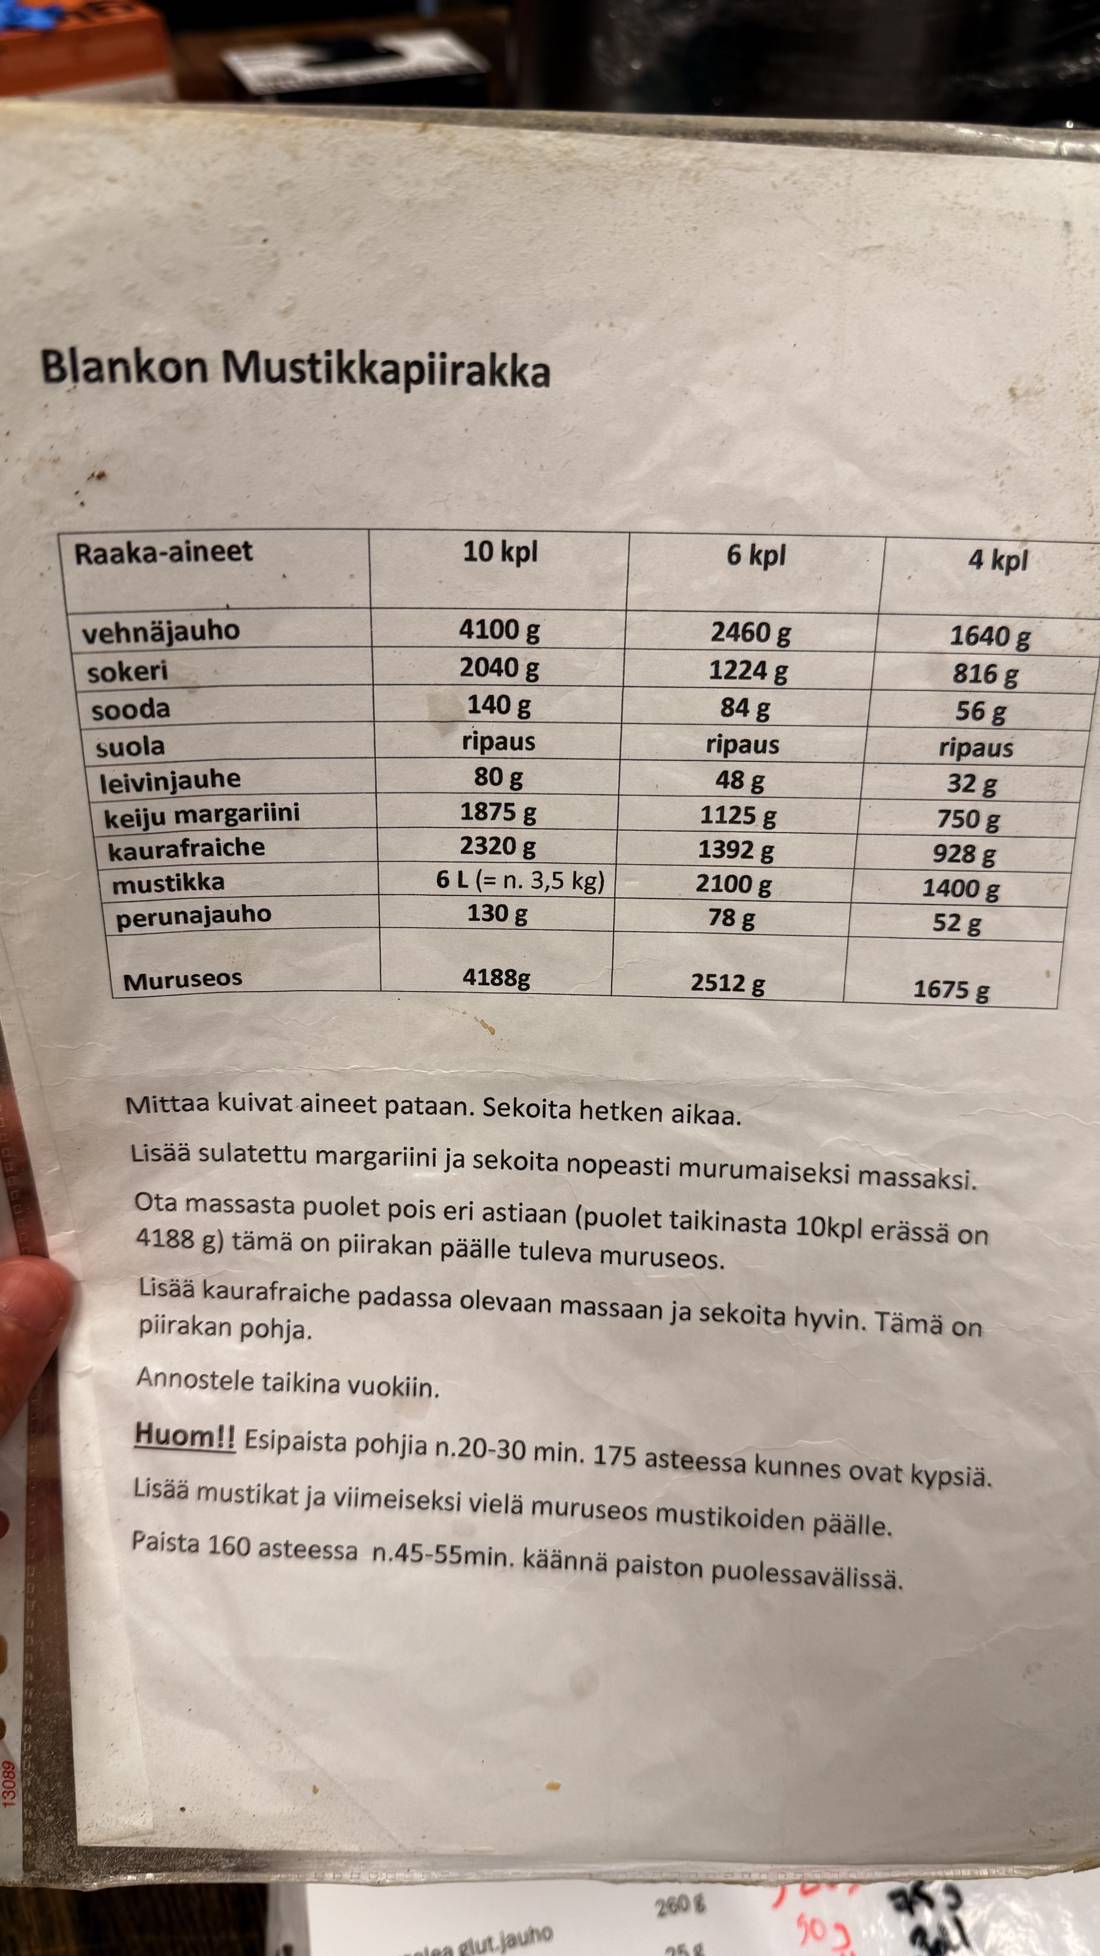 Blankon Mustikkapiirakka
Raaka-aineet 10 kpl 6 kpl 4 kpl
vehnäjauho 4100 g 2460 g 1640 g
sokeri 2040 g 1224 g 816 g
sooda 140 g 84 g 56 g
suola ripaus ripaus ripaus
leivinjauhe 80 g 48 g 32 g
keiju margariini 1875 g 1125 g 750 g
kaurafraiche 2320 g 1392 g 928 g
mustikka 6 L (= n. 3,5 kg) 2100 g 1400 g
perunajauho 130 g 78 g 52 g
Muruseos 4188g 2512 g 1675 g
Mittaa kuivat aineet pataan. Sekoita hetken aikaa.
Lisää sulatettu margariini ja sekoita nopeasti murumaiseksi massaksi.
Ota massasta puolet pois eri astiaan (puolet taikinasta 10kpl erässä on
4188 g) tämä on piirakan päälle tuleva muruseos.
Lisää kaurafraiche padassa olevaan massaan ja sekoita hyvin. Tämä on
piirakan pohja.
Annostele taikina vuokiin.
Huom!! Esipaista pohjia n.20-30 min. 175 asteessa kunnes ovat kypsiä.
Lisää mustikat ja viimeiseksi vielä muruseos mustikoiden päälle.
Paista 160 asteessa n.45-55min. käännä paiston puolessavälissä.
13089
260 g
glut.jauho